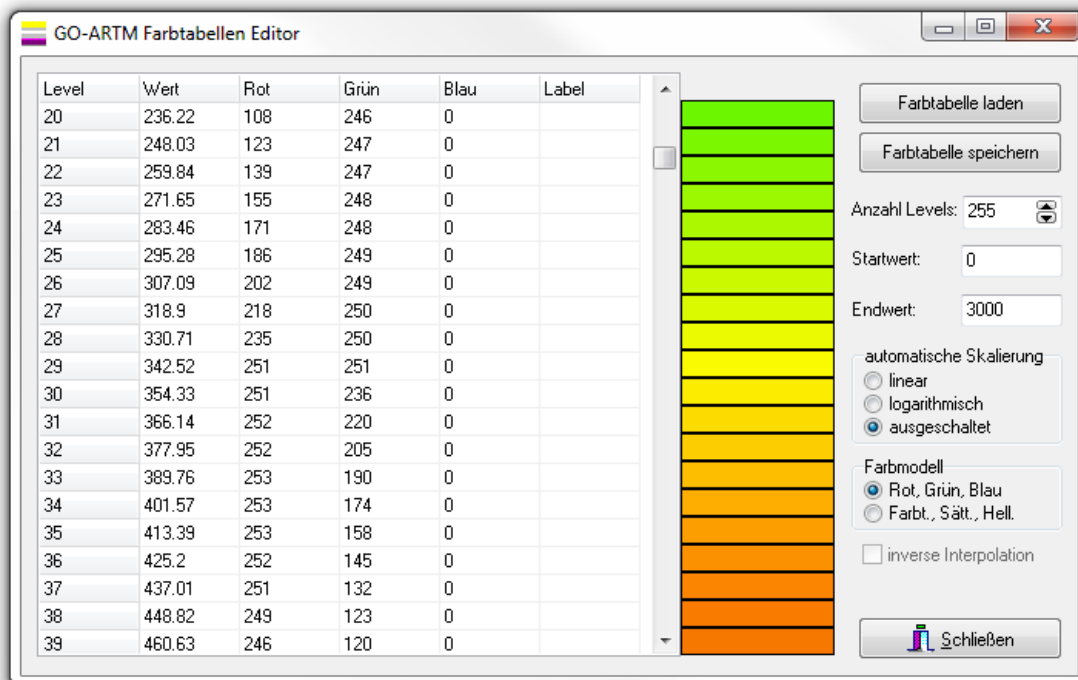 GO-ARTM Farbtabellen Editor
Level Wert Rot Grün Blau Label
20 236.22 108 246 0
21 248.03 123 247 0
22 259.84 139 247 0
23 271.65 155 248 0
24 283.46 171 248 0
25 295.28 186 249 0
26 307.09 202 249 0
27 318.9 218 250 0
28 330.71 235 250 0
29 342.52 251 251 0
30 354.33 251 236 0
31 366.14 252 220 0
32 377.95 252 205 0
33 389.76 253 190 0
34 401.57 253 174 0
35 413.39 253 158 0
36 425.2 252 145 0
37 437.01 251 132 0
38 448.82 249 123 0
39 460.63 246 120 0
Farbtabelle laden
Farbtabelle speichern
Anzahl Levels: 255
Startwert: 0
Endwert: 3000
automatische Skalierung
linear
logarithmisch
ausgeschaltet
Farbmodell
Rot, Grün, Blau
Farbt., Sätt., Hell.
inverse Interpolation
Schließen